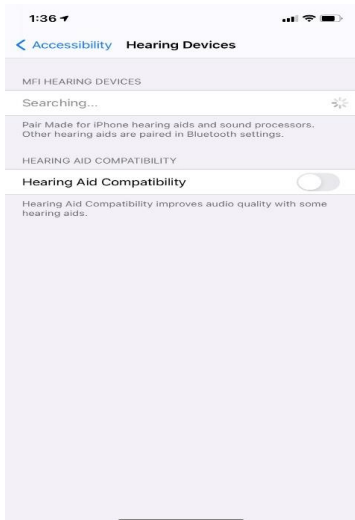 1:36
Accessibility Hearing Devices
MFI HEARING DEVICES
Searching...
Pair Made for iPhone hearing aids and sound processors.
Other hearing aids are paired in Bluetooth settings.
HEARING AID COMPATIBILITY
Hearing Aid Compatibility
Hearing Aid Compatibility improves audio quality with some
hearing aids.